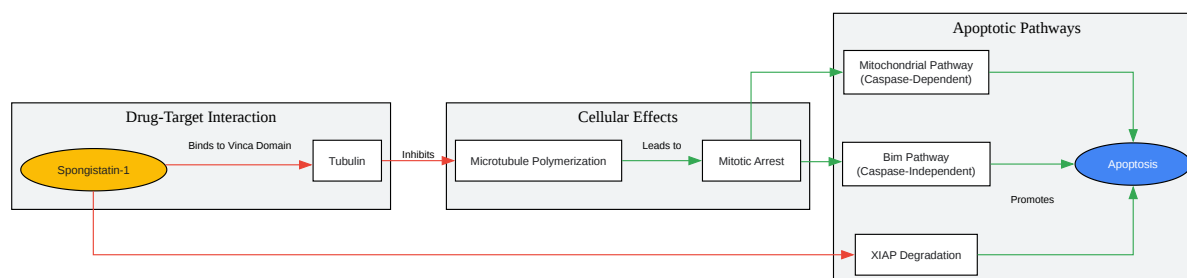 Apoptotic Pathways
Mitochondrial Pathway
(Caspase-Dependent)
Drug-Target Interaction
Cellular Effects
Binds to Vinca Domain
Inhibits
Leads to
Spongistatin-1
Tubulin
Microtubule Polymerization
Mitotic Arrest
Bim Pathway
(Caspase-Independent)
Apoptosis
Promotes
XIAP Degradation